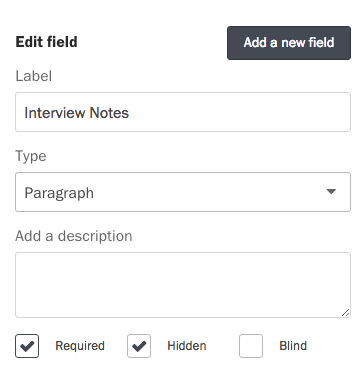 Edit field
Add a new field
Label
Interview Notes
Type
Paragraph
Add a description
Required Hidden Blind